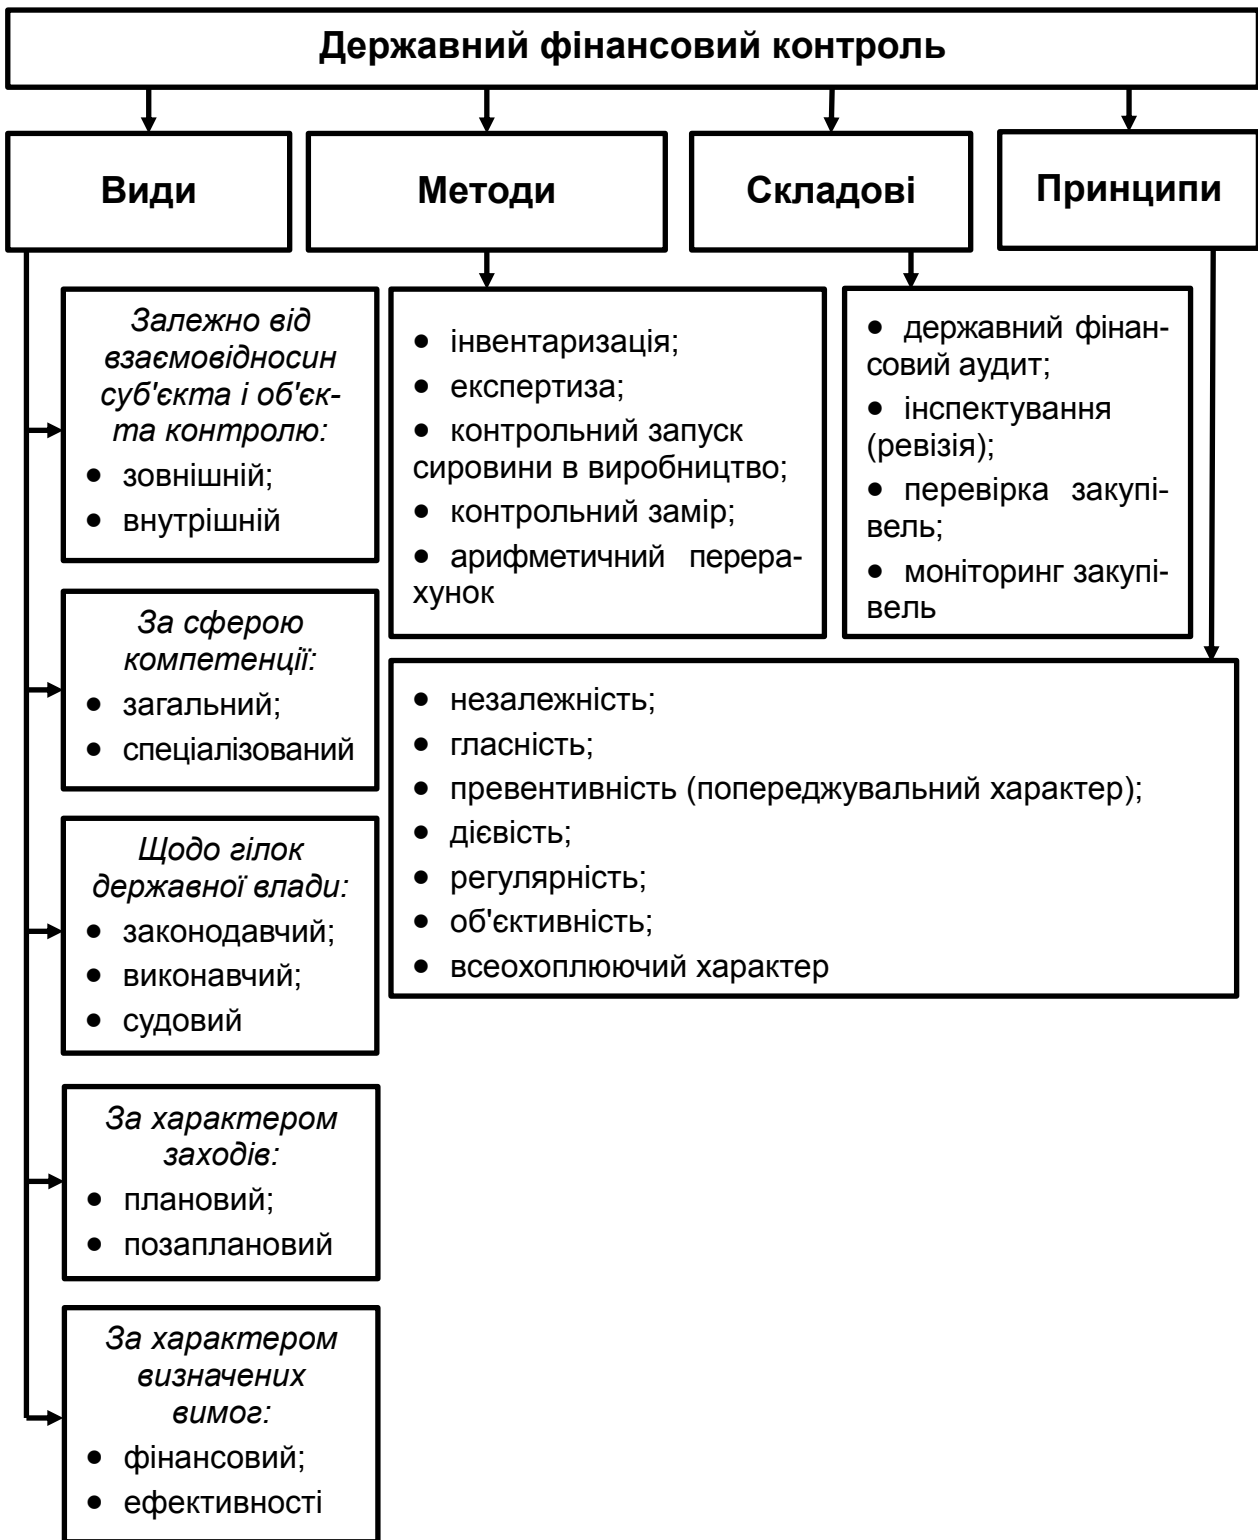 Державний фінансовий контроль
Види
Методи
Складові
Принципи
Залежно від
взаємовідносин
суб'єкта і об'єк-
та контролю:
• зовнішній;
• внутрішній
За сферою
компетенції:
• загальний;
• спеціалізований
Щодо гілок
державної влади:
• законодавчий;
• виконавчий;
• судовий
За характером
заходів:
• плановий;
• позаплановий
За характером
визначених
вимог:
• фінансовий;
• ефективності
• інвентаризація;
• експертиза;
• контрольний запуск
сировини в виробництво;
• контрольний замір;
• арифметичний перера-
хунок
• державний фінан-
совий аудит;
• інспектування
(ревізія);
• перевірка закупі-
вель;
• моніторинг закупі-
вель
• незалежність;
• гласність;
• превентивність (попереджувальний характер);
• дієвість;
• регулярність;
• об'єктивність;
• всеохоплюючий характер